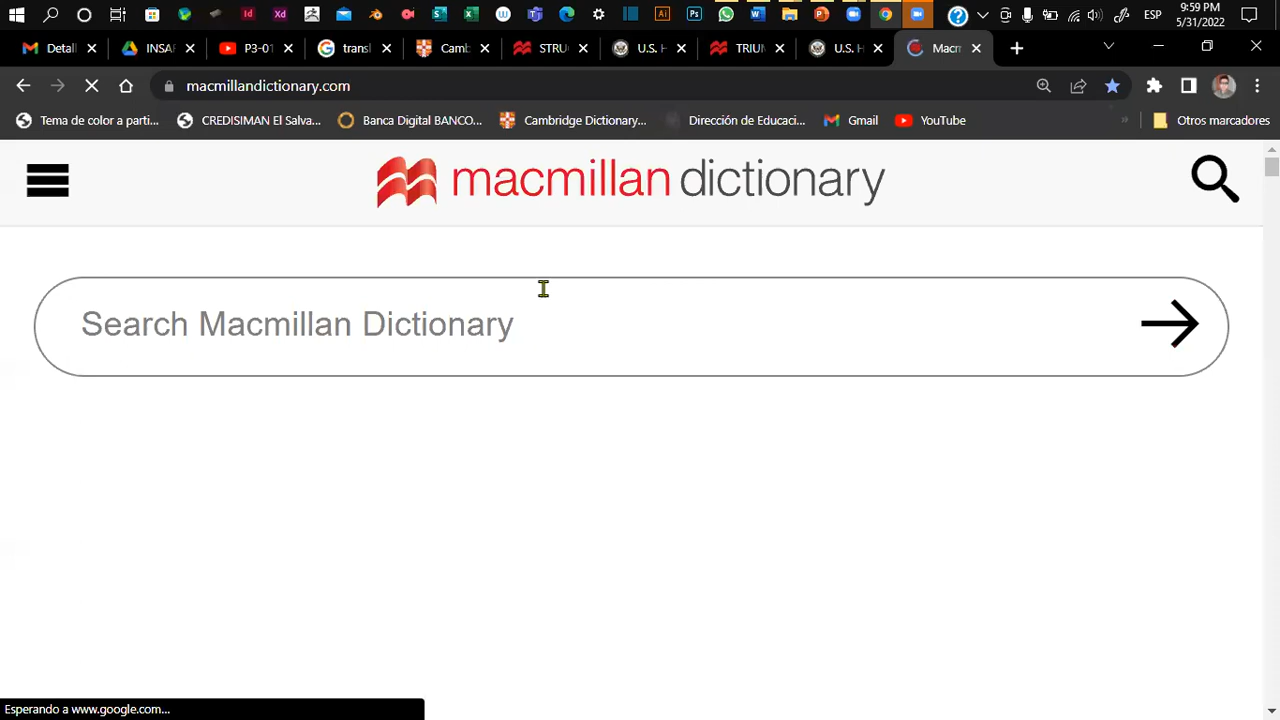 9:59 PM
ESP
5/31/2022
Detall
INSAF
P3-01
transl
Camb
STRUC
U.S. H
TRIUM
U.S. H
Macm
macmillandictionary.com
Tema de color a parti...
CREDISIMAN El Salva...
Banca Digital BANCO...
Cambridge Dictionary...
Dirección de Educaci...
Gmail
YouTube
Otros marcadores
macmillan dictionary
Search Macmillan Dictionary
Esperando a www.google.com...